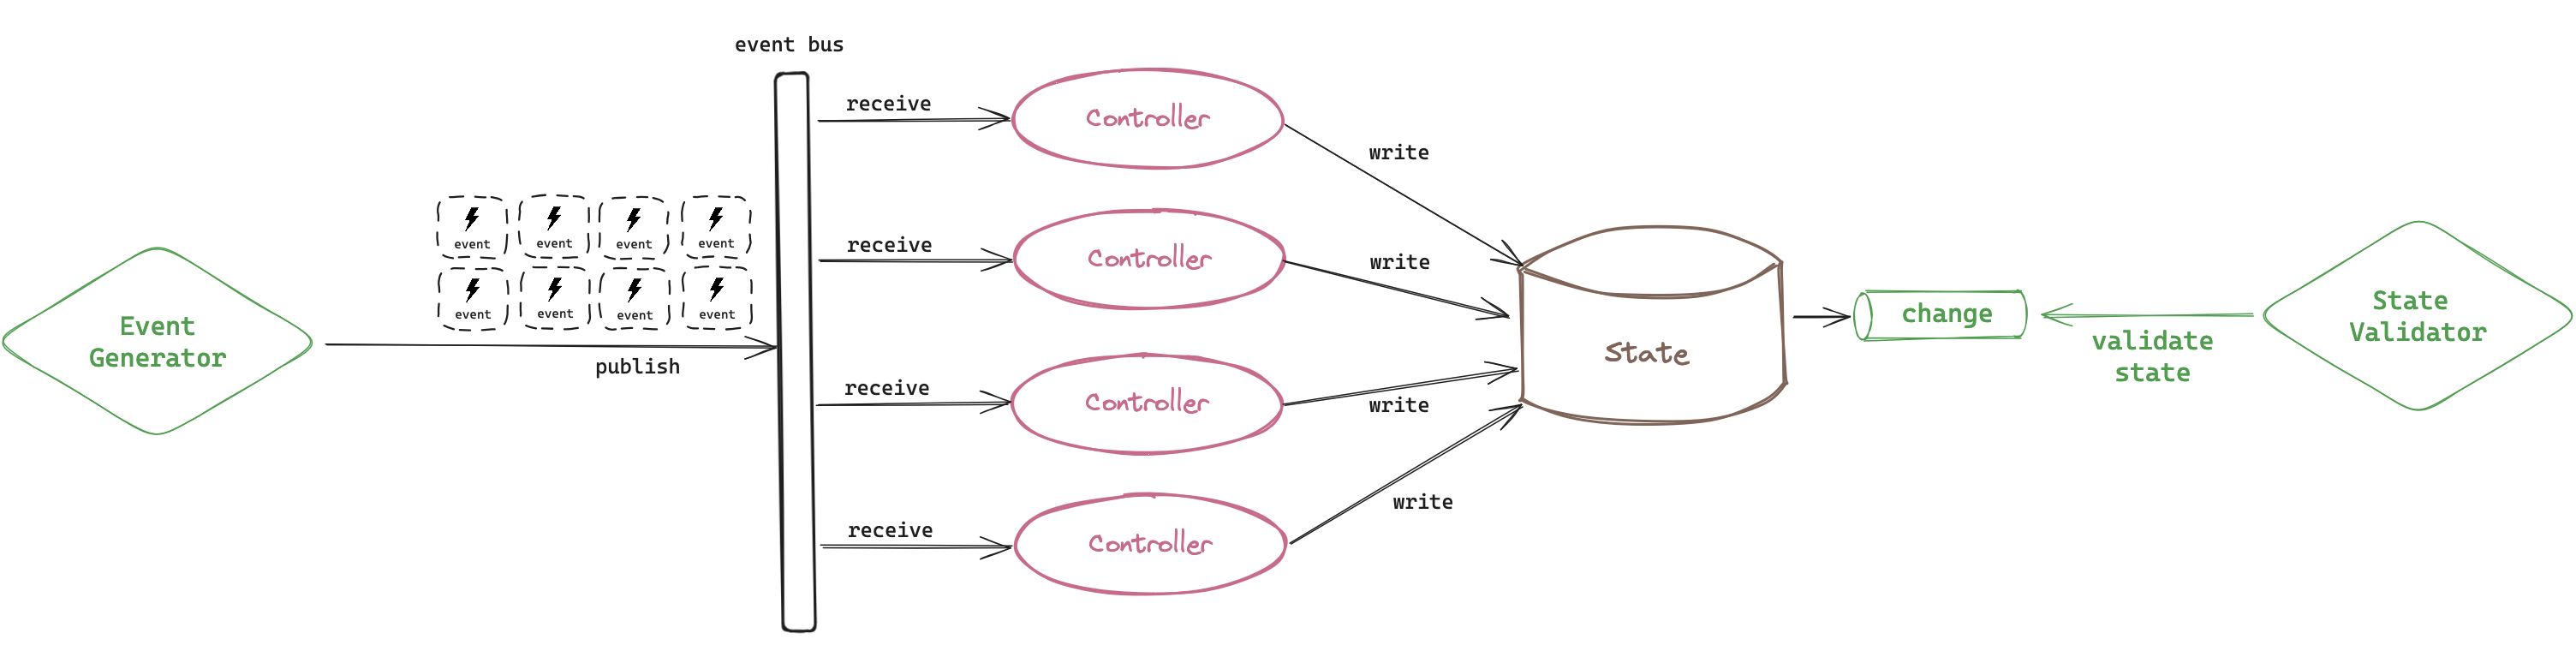 event bus
receive
Controller
write
event
event
event
event
receive
Controller
write
event
event
event
event
Event
Generator
publish
State
change
validate
state
State
Validator
receive
Controller
write
receive
Controller
write